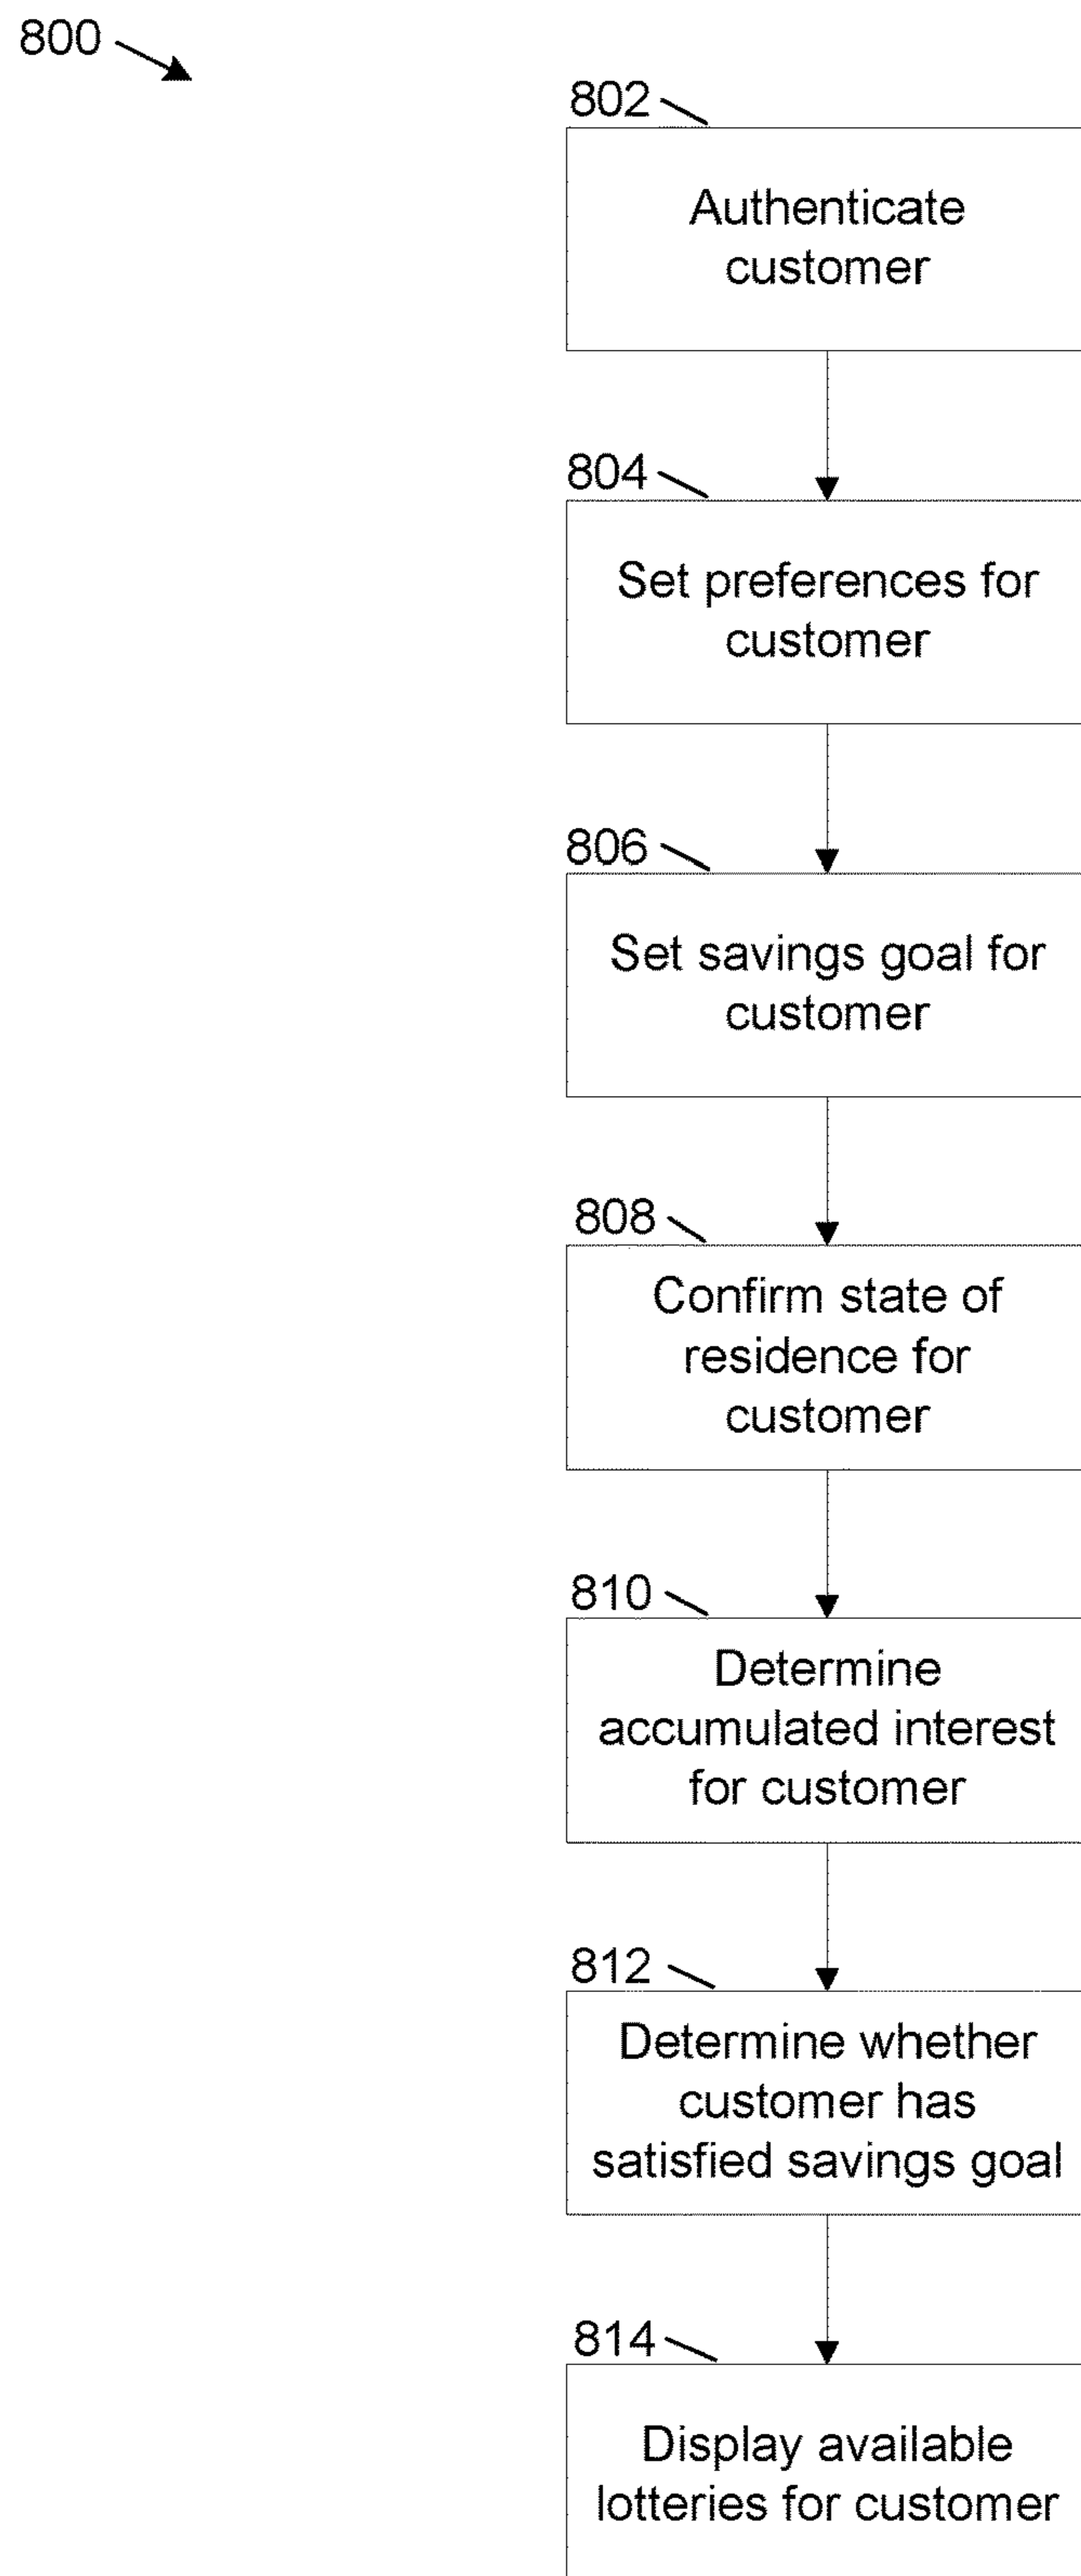 800
802
Authenticate
customer
804
Set preferences for
customer
806
Set savings goal for
customer
808
Confirm state of
residence for
customer
810
Determine
accumulated interest
for customer
812
Determine whether
customer has
satisfied savings goal
814
Display available
lotteries for customer